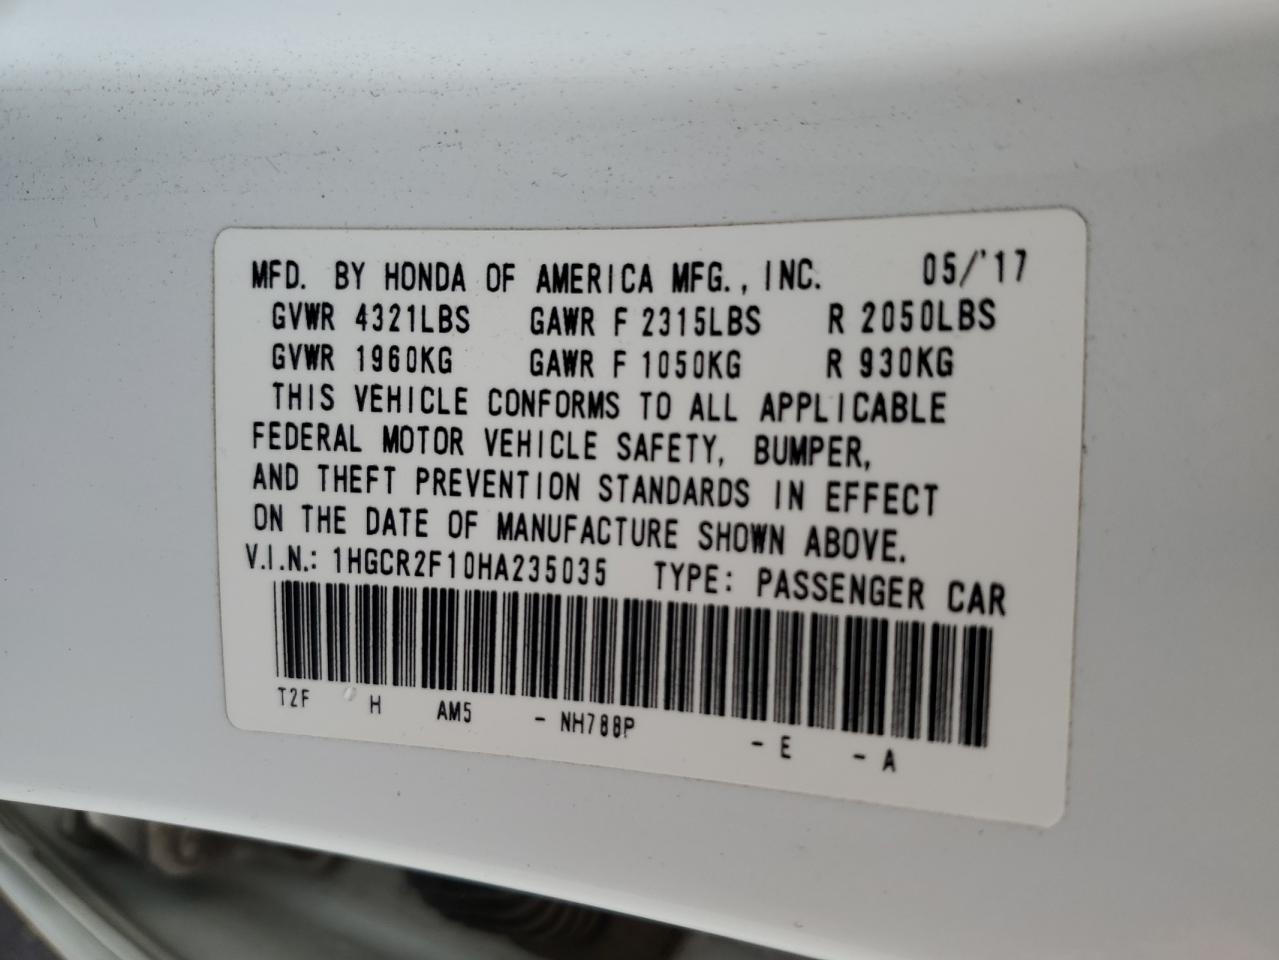 MFD. BY HONDA OF AMERICA MFG., INC. 05/'17
GVWR 4321LBS GAWR F 2315LBS R 2050LBS
GVWR 1960KG GAWR F 1050KG R 930KG
THIS VEHICLE CONFORMS TO ALL APPLICABLE
FEDERAL MOTOR VEHICLE SAFETY, BUMPER,
AND THEFT PREVENTION STANDARDS IN EFFECT
ON THE DATE OF MANUFACTURE SHOWN ABOVE.
V.I.N.: 1HGCR2F10HA235035 TYPE: PASSENGER CAR
T2F H AM5 - NH788P - E - A